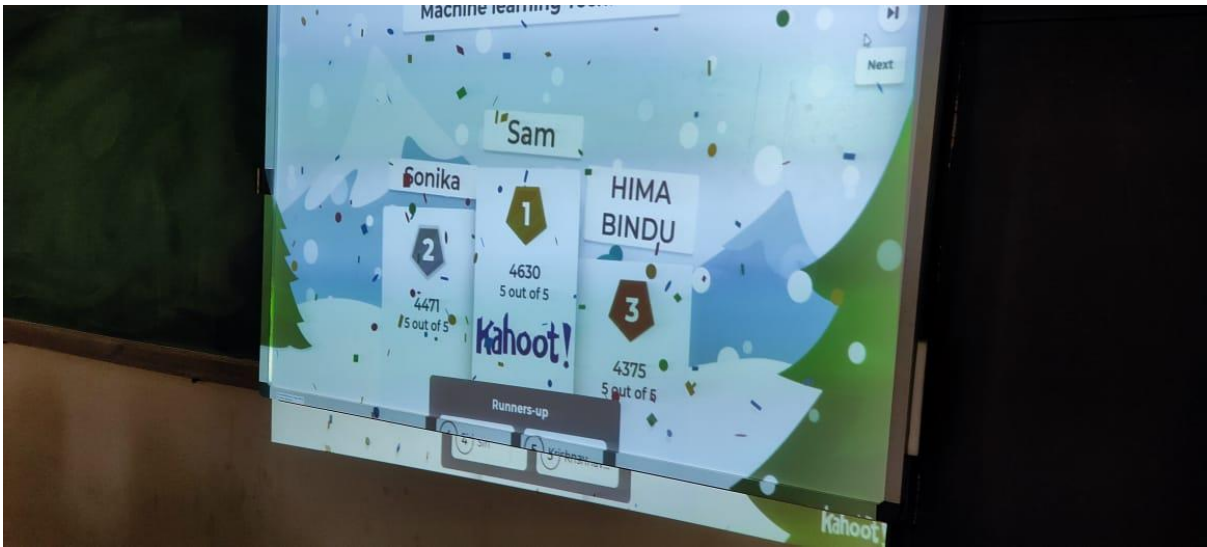 Machine learning
Next
Sam
Sonika
HIMA
BINDU
1
2
4630
5 out of 5
3
4471
5 out of 5
Kahoot!
4375
5 out of 5
Runners-up
4
5
Kahoot!